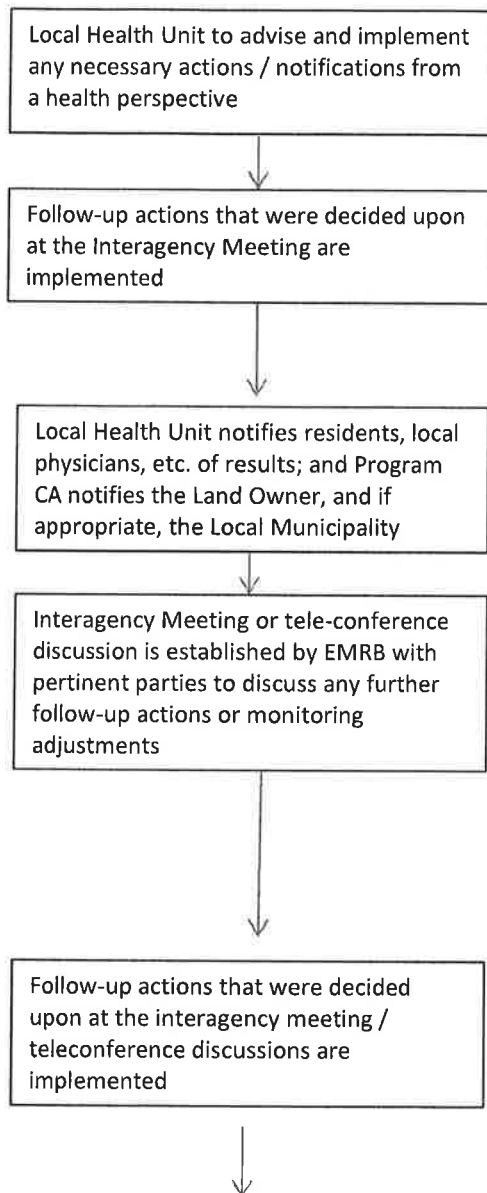 Local Health Unit to advise and implement
any necessary actions / notifications from
a health perspective
Follow-up actions that were decided upon
at the Interagency Meeting are
implemented
Local Health Unit notifies residents, local
physicians, etc. of results; and Program
CA notifies the Land Owner, and if
appropriate, the Local Municipality
Interagency Meeting or tele-conference
discussion is established by EMRB with
pertinent parties to discuss any further
follow-up actions or monitoring
adjustments
Follow-up actions that were decided
upon at the interagency meeting /
teleconference discussions are
implemented